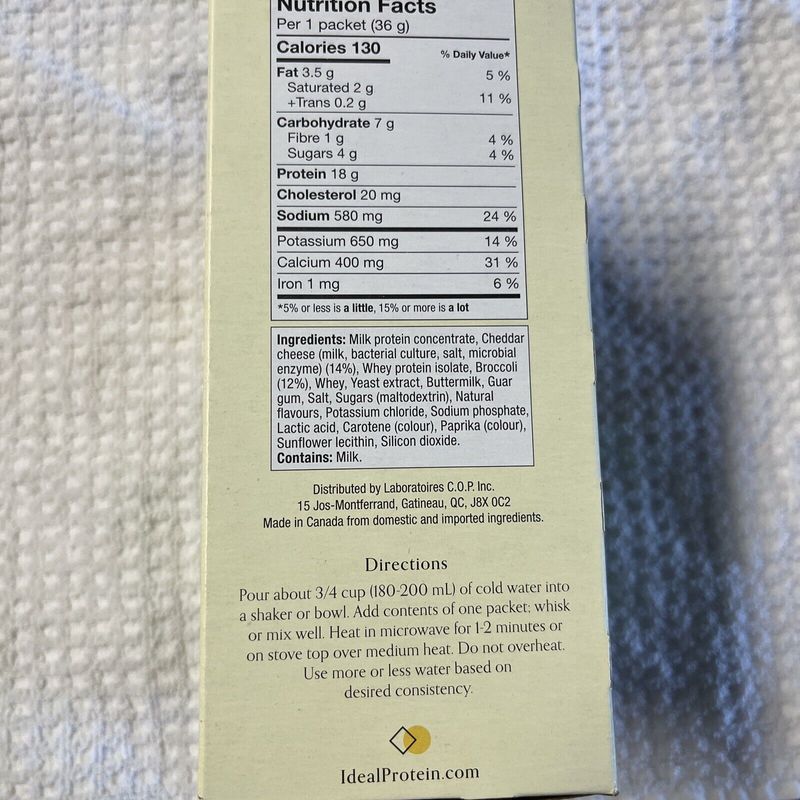 Nutrition Facts
Per 1 packet (36 g)
Calories 130
% Daily Value*
Fat 3.5 g 5 %
Saturated 2 g
+Trans 0.2 g 11 %
Carbohydrate 7 g
Fibre 1 g 4 %
Sugars 4 g 4 %
Protein 18 g
Cholesterol 20 mg
Sodium 580 mg 24 %
Potassium 650 mg 14 %
Calcium 400 mg 31 %
Iron 1 mg 6 %
*5% or less is a little, 15% or more is a lot
Ingredients: Milk protein concentrate, Cheddar
cheese (milk, bacterial culture, salt, microbial
enzyme) (14%), Whey protein isolate, Broccoli
(12%), Whey, Yeast extract, Buttermilk, Guar
gum, Salt, Sugars (maltodextrin), Natural
flavours, Potassium chloride, Sodium phosphate,
Lactic acid, Carotene (colour), Paprika (colour),
Sunflower lecithin, Silicon dioxide.
Contains: Milk.
Distributed by Laboratoires C.O.P. Inc.
15 Jos-Montferrand, Gatineau, QC, J8X 0C2
Made in Canada from domestic and imported ingredients.
Directions
Pour about 3/4 cup (180-200 mL) of cold water into
a shaker or bowl. Add contents of one packet; whisk
or mix well. Heat in microwave for 1-2 minutes or
on stove top over medium heat. Do not overheat.
Use more or less water based on
desired consistency.
IdealProtein.com